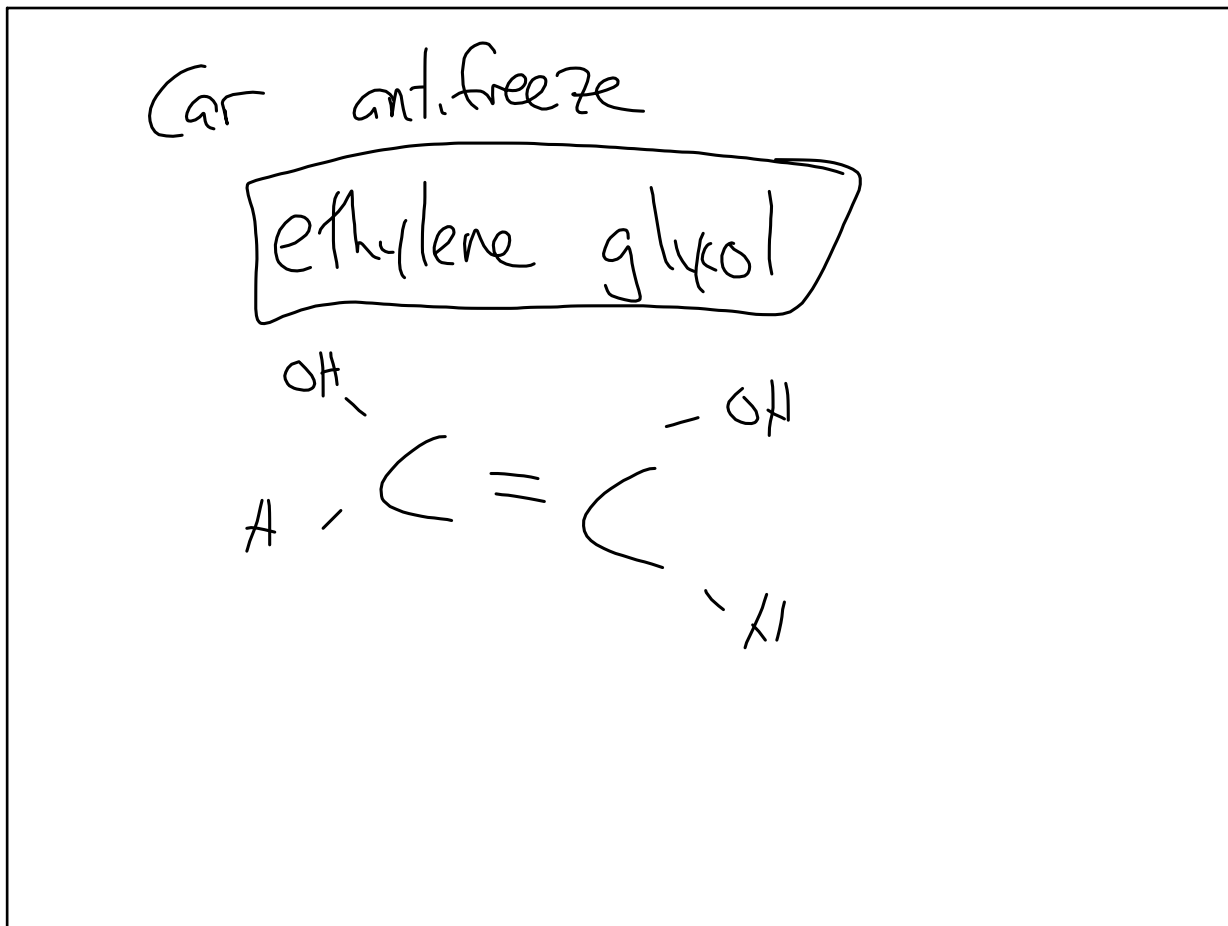 Car antifreeze
ethylene glycol
OH OH
C = C
H H